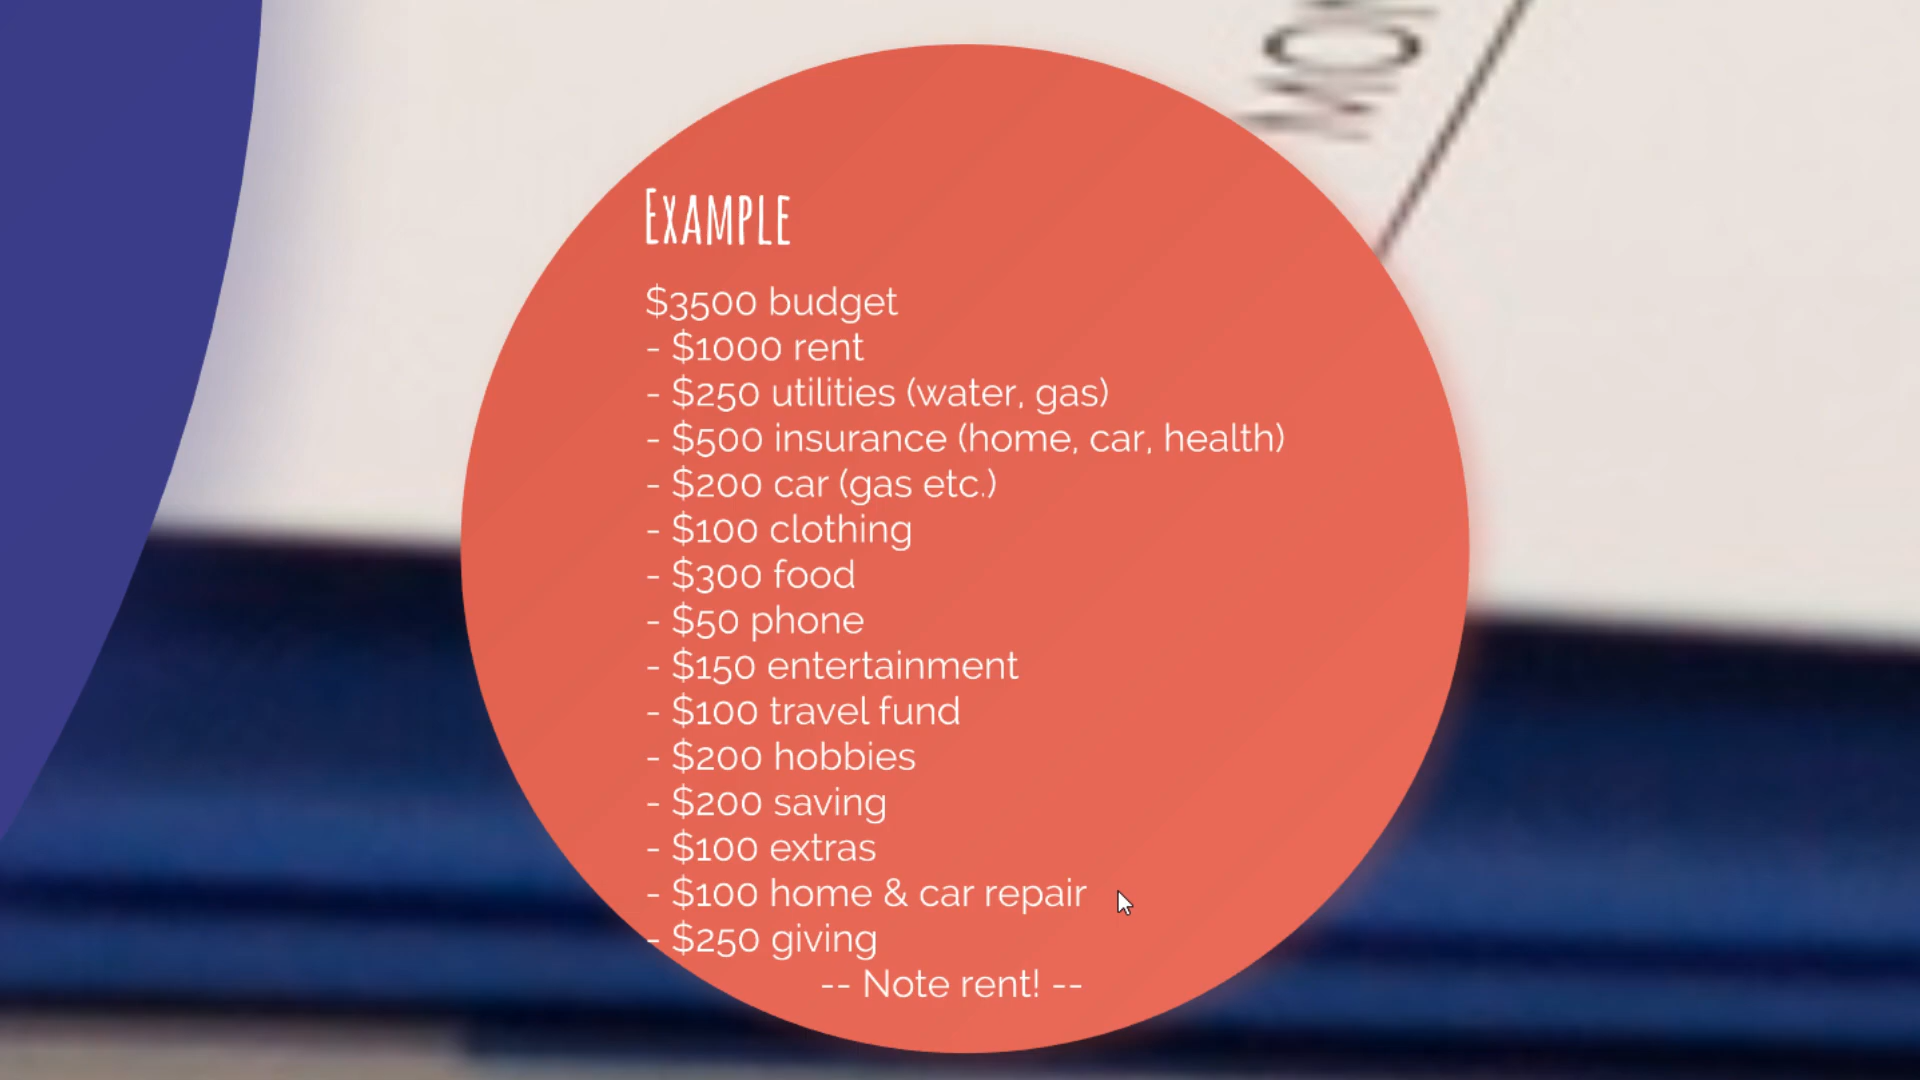 Example
$3500 budget
- $1000 rent
- $250 utilities (water, gas)
- $500 insurance (home, car, health)
- $200 car (gas etc.)
- $100 clothing
- $300 food
- $50 phone
- $150 entertainment
- $100 travel fund
- $200 hobbies
- $200 saving
- $100 extras
- $100 home & car repair
- $250 giving
-- Note rent! --